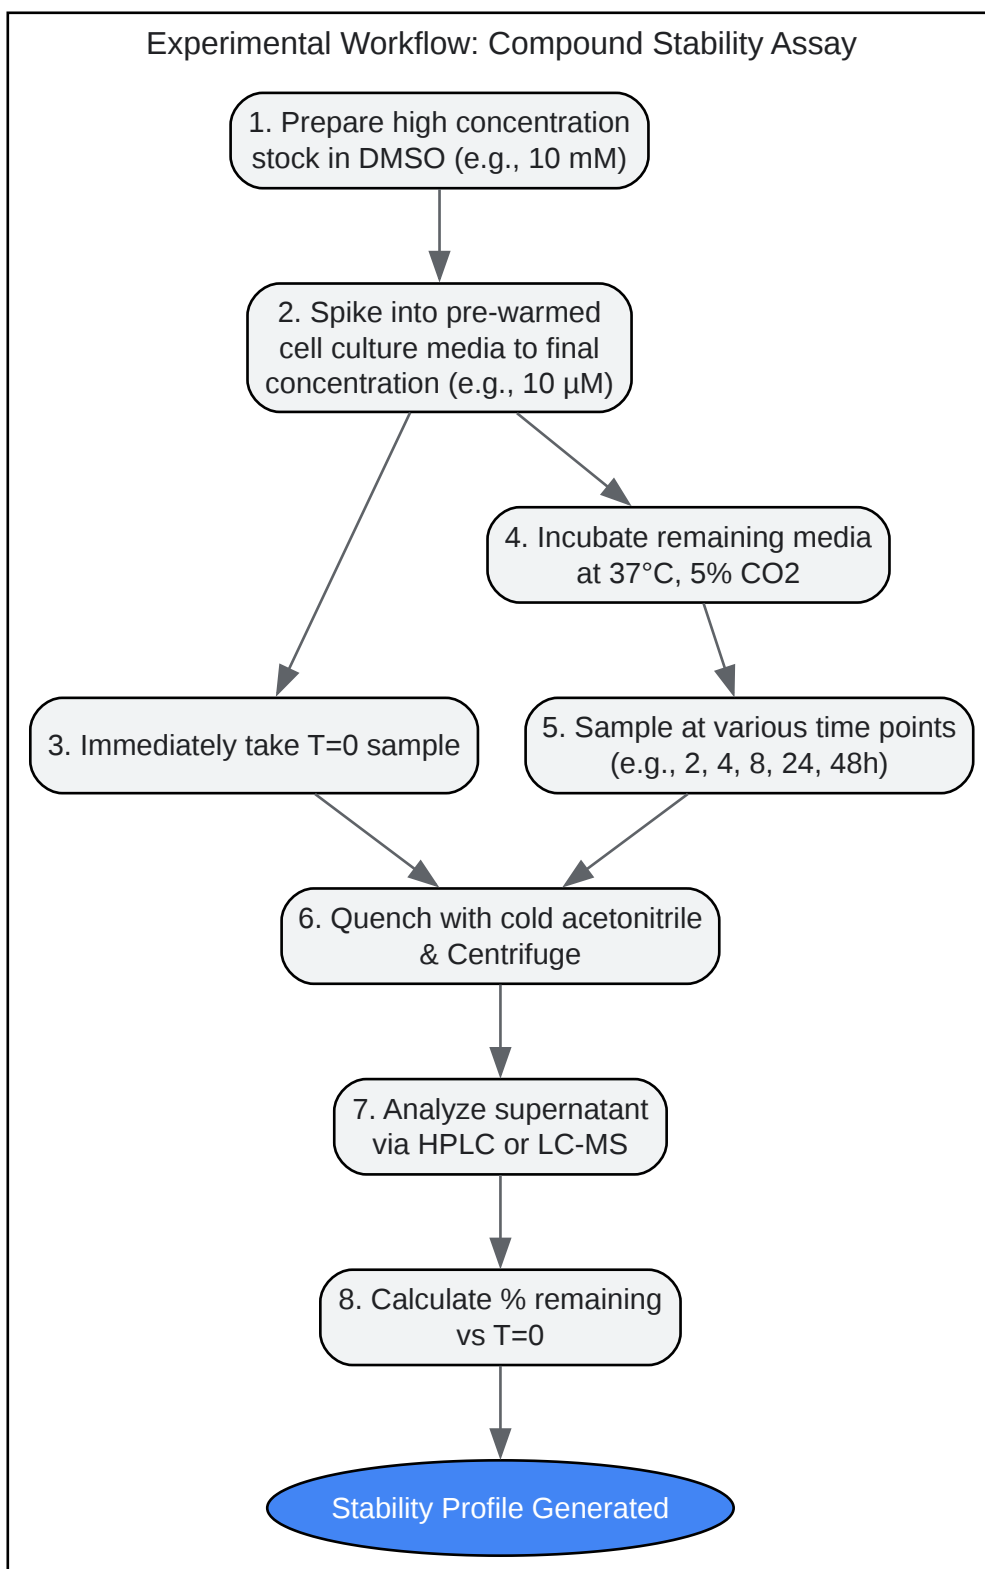 Experimental Workflow: Compound Stability Assay
1. Prepare high concentration
stock in DMSO (e.g., 10 mM)
2. Spike into pre-warmed
cell culture media to final
concentration (e.g., 10 µM)
3. Immediately take T=0 sample
4. Incubate remaining media
at 37°C, 5% CO2
5. Sample at various time points
(e.g., 2, 4, 8, 24, 48h)
6. Quench with cold acetonitrile
& Centrifuge
7. Analyze supernatant
via HPLC or LC-MS
8. Calculate % remaining
vs T=0
Stability Profile Generated